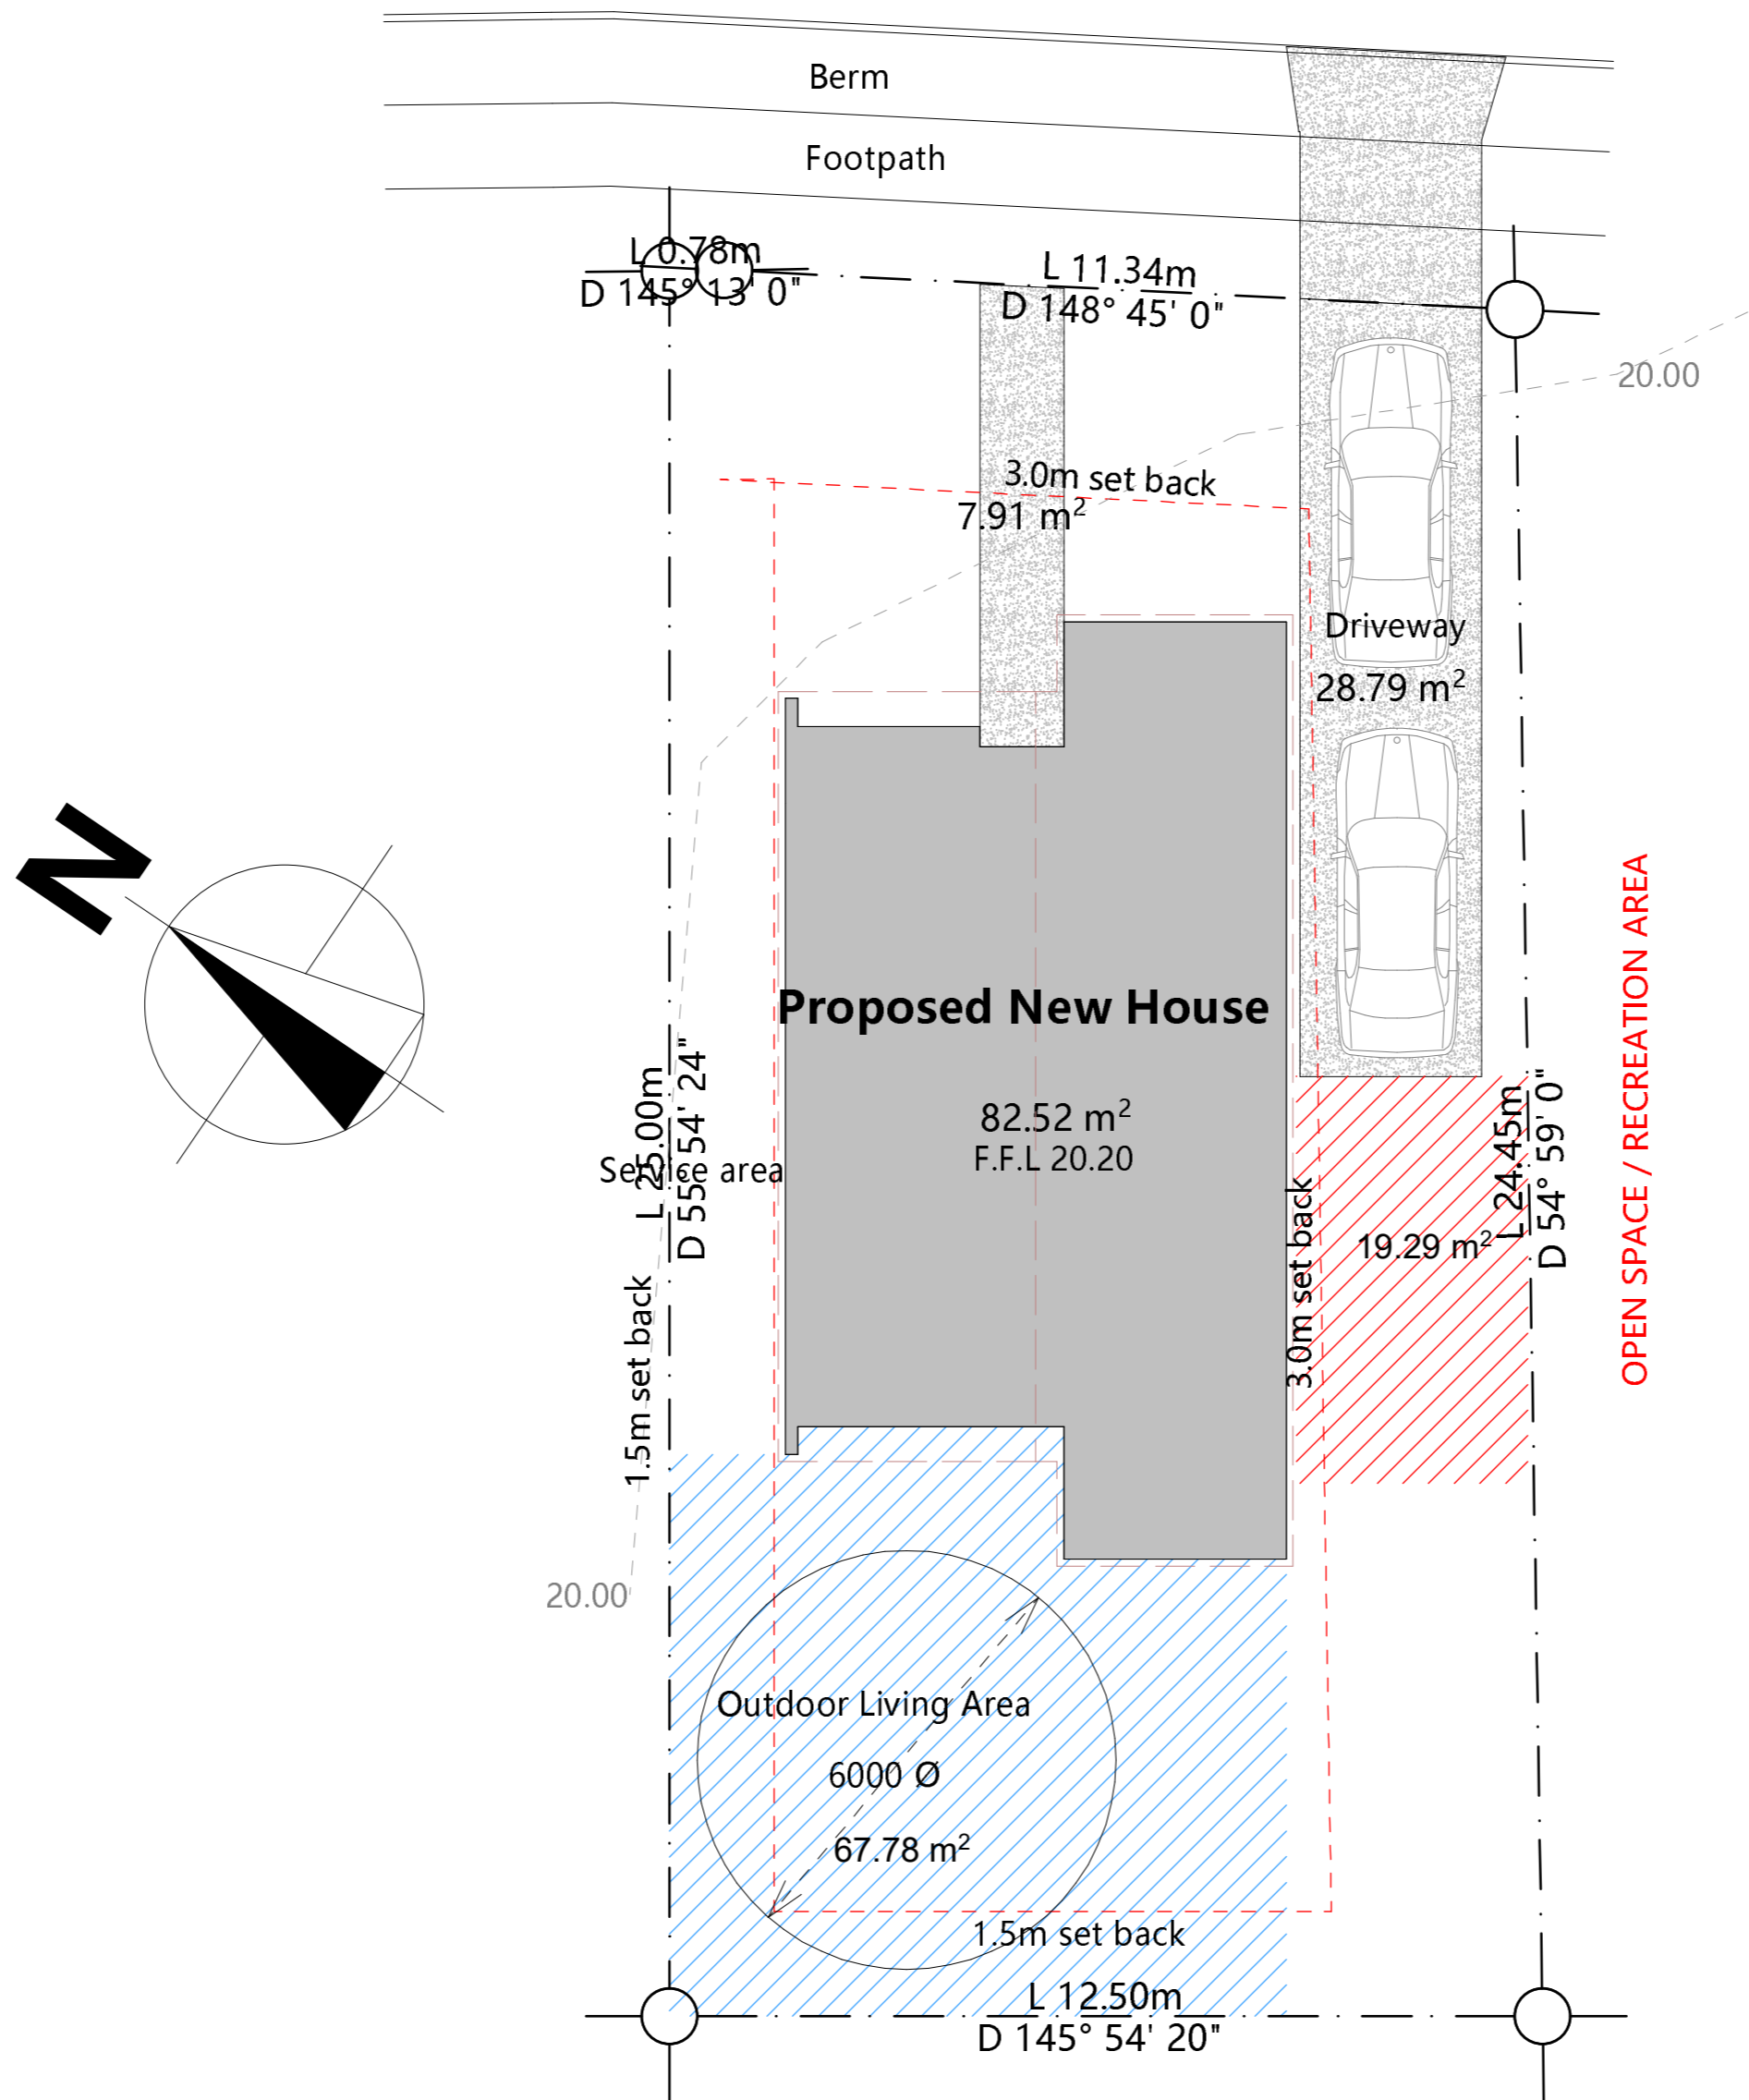 Berm
Footpath
L 0.78m
D 145° 13' 0"
L 11.34m
D 148° 45' 0"
20.00
3.0m set back
7.91 m²
Driveway
28.79 m²
N
Proposed New House
82.52 m²
F.F.L 20.20
Service area
L 25.00m
D 55° 54' 24"
1.5m set back
3.0m set back
19.29 m²
L 24.45m
D 54° 59' 0"
OPEN SPACE / RECREATION AREA
20.00
Outdoor Living Area
6000 Ø
67.78 m²
1.5m set back
L 12.50m
D 145° 54' 20"